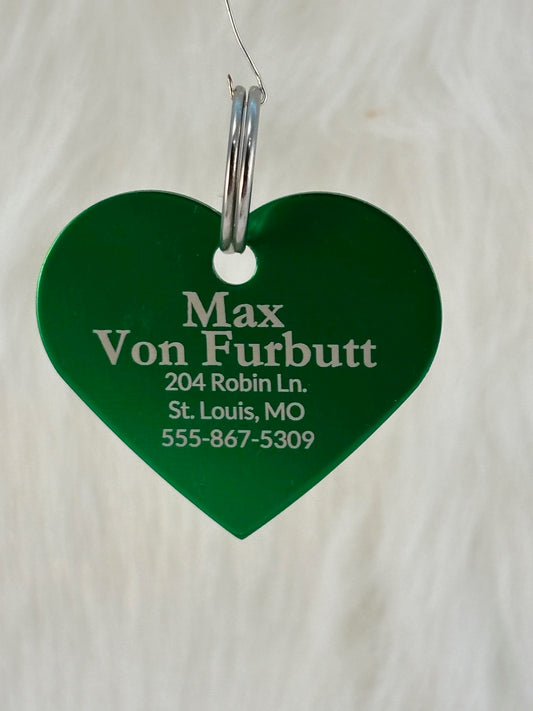 Max
Von Furbutt
204 Robin Ln.
St. Louis, MO
555-867-5309